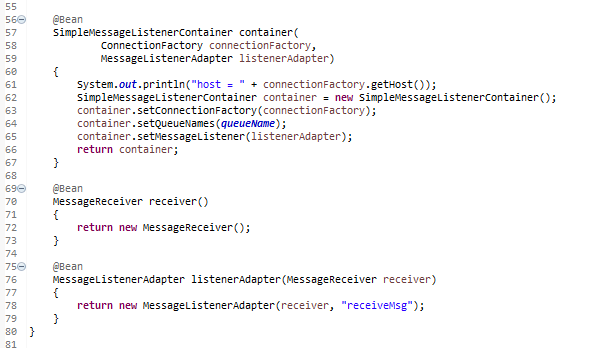 55
56 @Bean
57 SimpleMessageListenerContainer container(
58 ConnectionFactory connectionFactory,
59 MessageListenerAdapter listenerAdapter)
60 {
61 System.out.println("host = " + connectionFactory.getHost());
62 SimpleMessageListenerContainer container = new SimpleMessageListenerContainer();
63 container.setConnectionFactory(connectionFactory);
64 container.setQueueNames(queueName);
65 container.setMessageListener(listenerAdapter);
66 return container;
67 }
68
69 @Bean
70 MessageReceiver receiver()
71 {
72 return new MessageReceiver();
73 }
74
75 @Bean
76 MessageListenerAdapter listenerAdapter(MessageReceiver receiver)
77 {
78 return new MessageListenerAdapter(receiver, "receiveMsg");
79 }
80 }
81